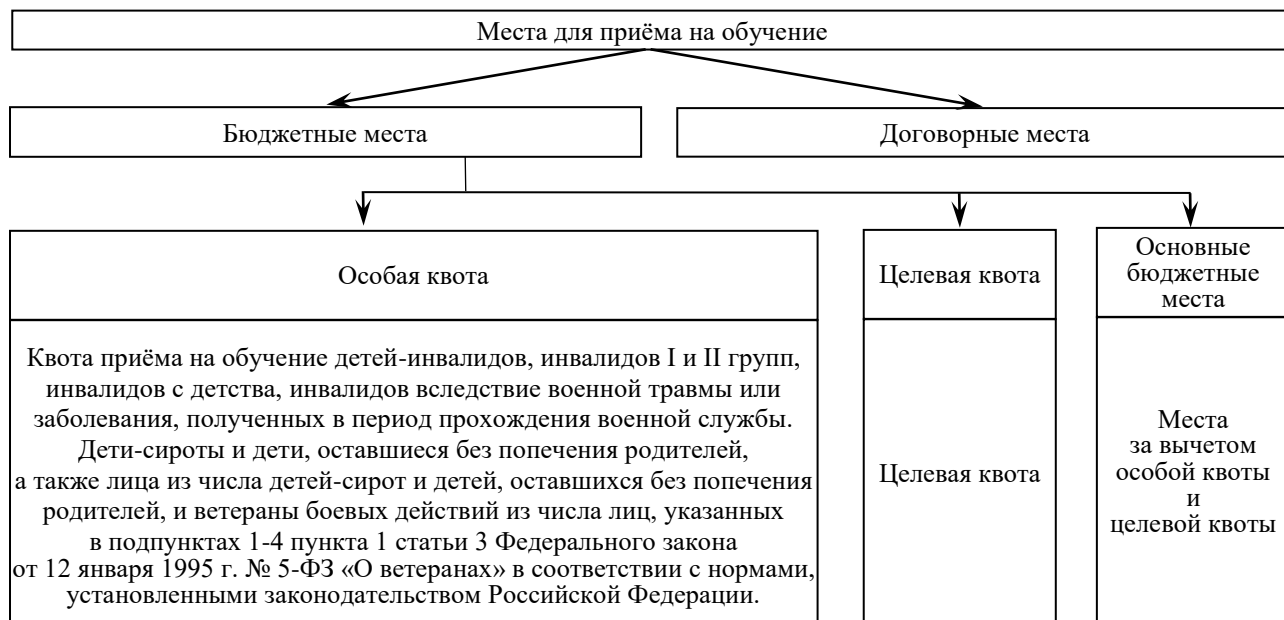 Места для приёма на обучение
Бюджетные места
Договорные места
Особая квота
Целевая квота
Основные
бюджетные
места
Квота приёма на обучение детей-инвалидов, инвалидов I и II групп,
инвалидов с детства, инвалидов вследствие военной травмы или
заболевания, полученных в период прохождения военной службы.
Дети-сироты и дети, оставшиеся без попечения родителей,
а также лица из числа детей-сирот и детей, оставшихся без попечения
родителей, и ветераны боевых действий из числа лиц, указанных
в подпунктах 1-4 пункта 1 статьи 3 Федерального закона
от 12 января 1995 г. № 5-ФЗ «О ветеранах» в соответствии с нормами,
установленными законодательством Российской Федерации.
Целевая квота
Места
за вычетом
особой квоты
и
целевой квоты